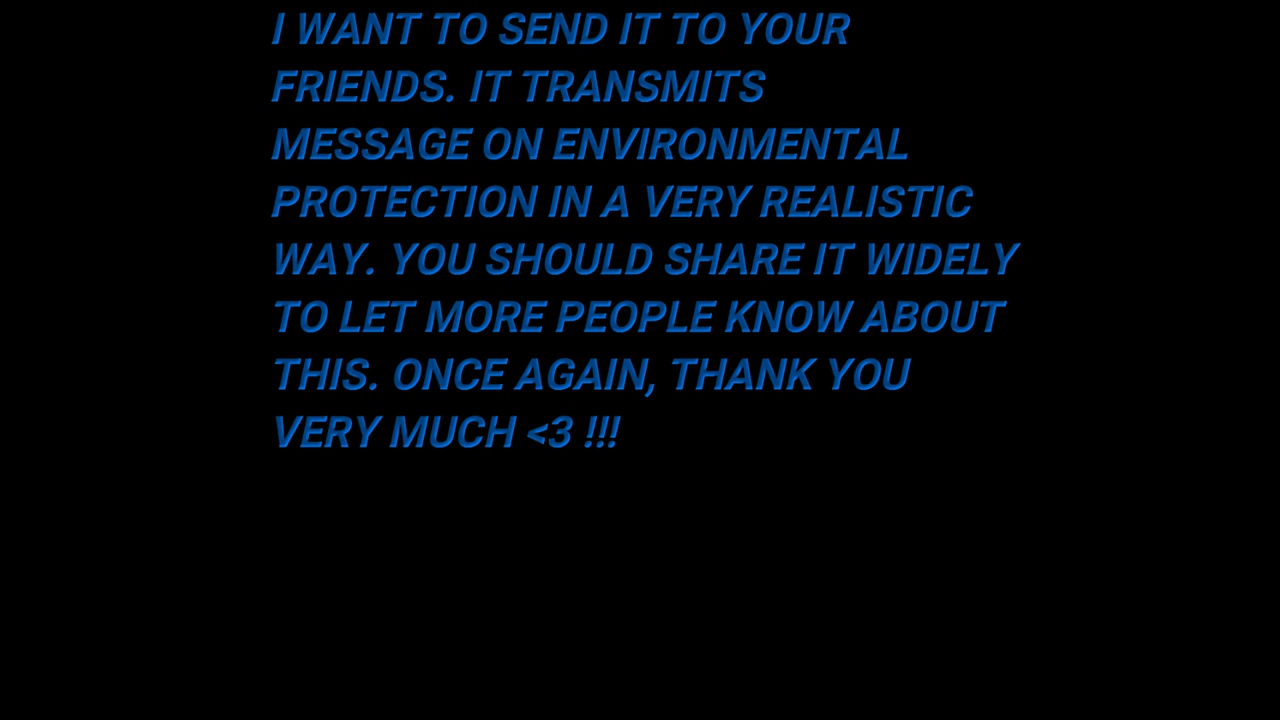 I WANT TO SEND IT TO YOUR
FRIENDS. IT TRANSMITS
MESSAGE ON ENVIRONMENTAL
PROTECTION IN A VERY REALISTIC
WAY. YOU SHOULD SHARE IT WIDELY
TO LET MORE PEOPLE KNOW ABOUT
THIS. ONCE AGAIN, THANK YOU
VERY MUCH <3 !!!